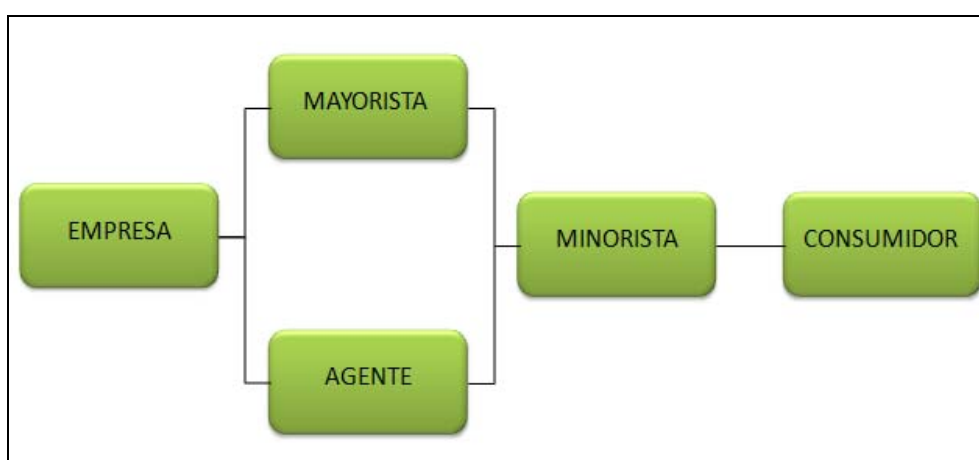 MAYORISTA
EMPRESA
MINORISTA
CONSUMIDOR
AGENTE